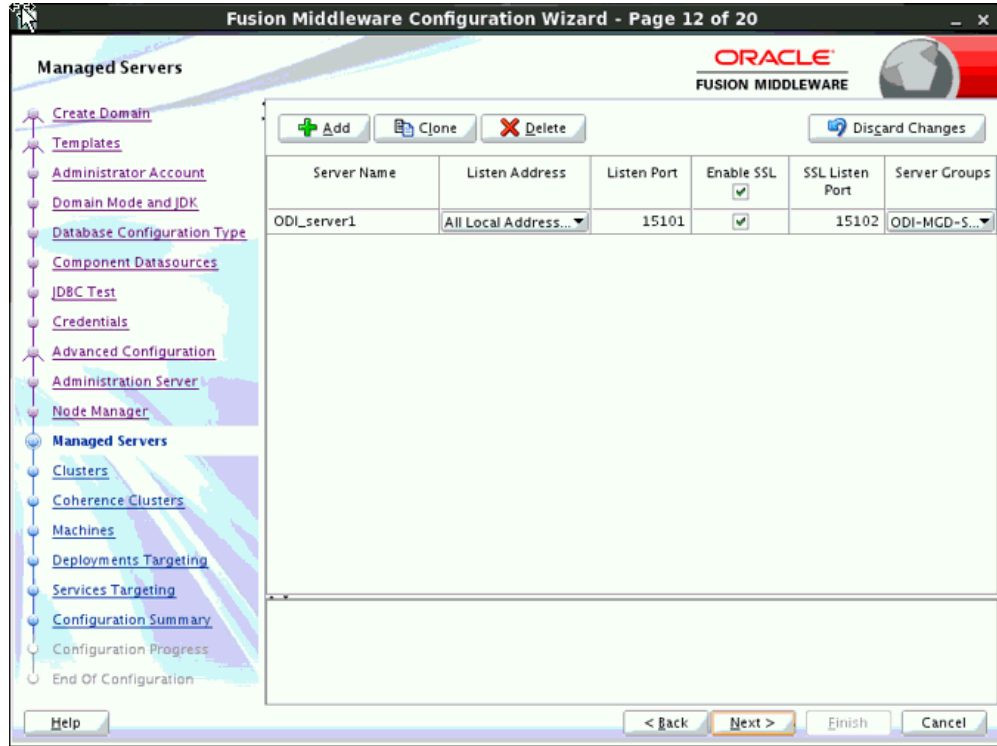 Fusion Middleware Configuration Wizard - Page 12 of 20
Managed Servers
ORACLE
FUSION MIDDLEWARE
Create Domain
Templates
Administrator Account
Domain Mode and JDK
Database Configuration Type
Component Datasources
JDBC Test
Credentials
Advanced Configuration
Administration Server
Node Manager
Managed Servers
Clusters
Coherence Clusters
Machines
Deployments Targeting
Services Targeting
Configuration Summary
Configuration Progress
End Of Configuration
Add Clone Delete Discard Changes
Server Name Listen Address Listen Port Enable SSL SSL Listen Port Server Groups
ODI_server1 All Local Address... 15101 15102 ODI-MGD-S...
Help < Back Next > Finish Cancel